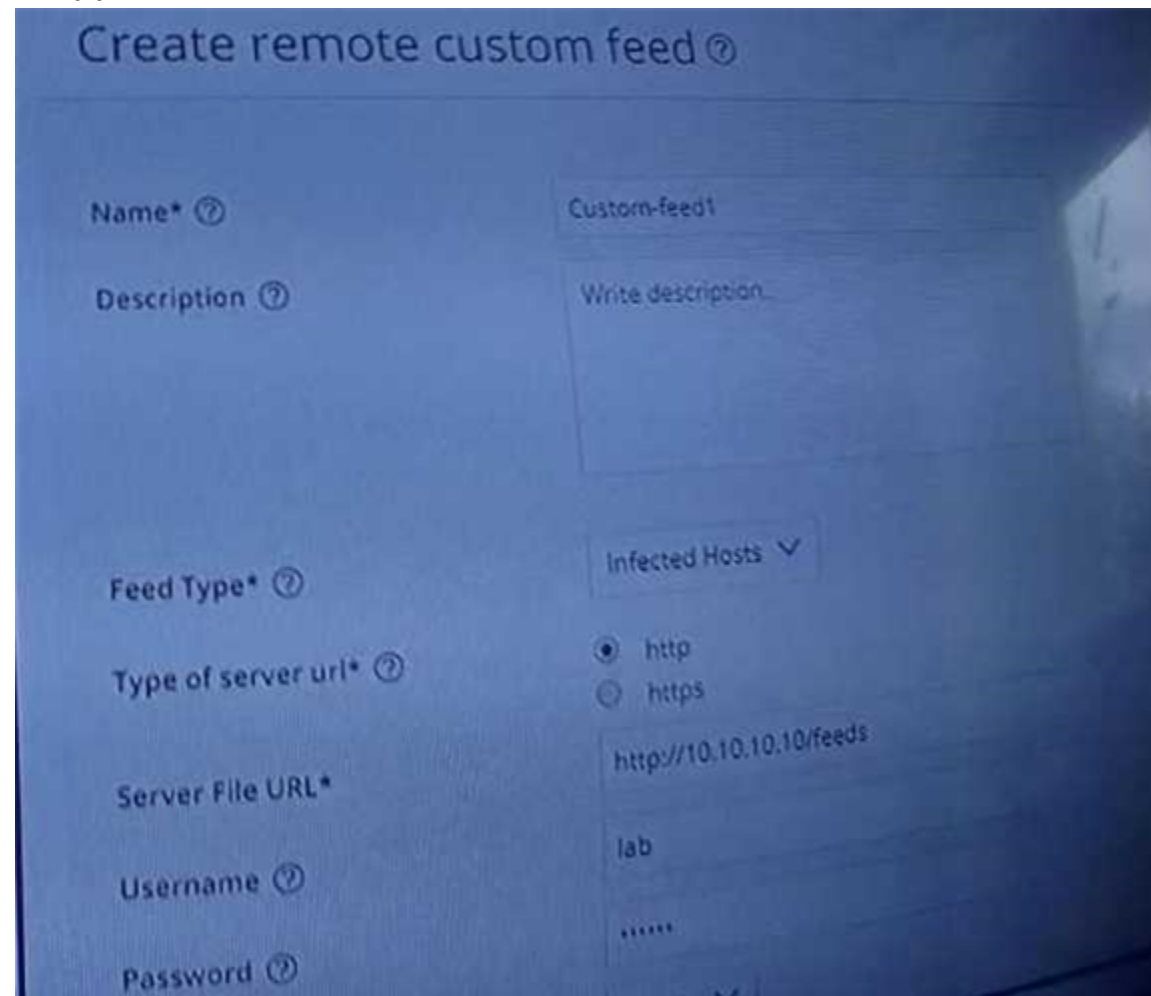 Create remote custom feed ?
Name* ? Custom-feed1
Description ? Write description...
Feed Type* ? Infected Hosts
Type of server url* ? http
https
Server File URL* http://10.10.10.10/feeds
Username ? lab
Password ? ••••••